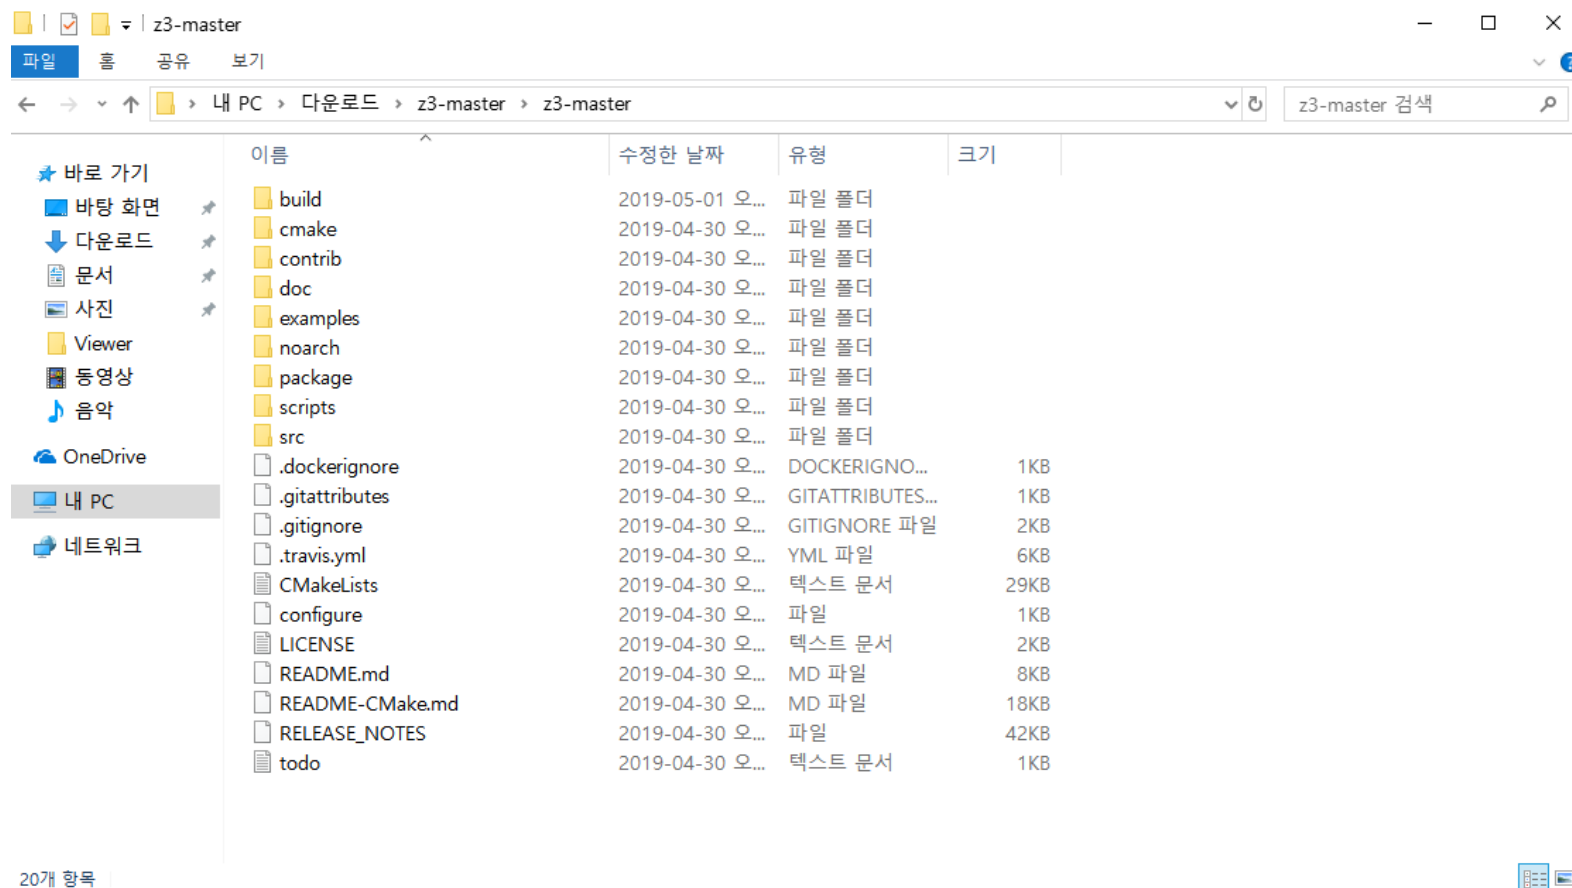 z3-master
파일 홈 공유 보기
내 PC 다운로드 z3-master z3-master
z3-master 검색
이름 수정한 날짜 유형 크기
바로 가기
바탕 화면
다운로드
문서
사진
Viewer
동영상
음악
OneDrive
내 PC
네트워크
build 2019-05-01 오... 파일 폴더
cmake 2019-04-30 오... 파일 폴더
contrib 2019-04-30 오... 파일 폴더
doc 2019-04-30 오... 파일 폴더
examples 2019-04-30 오... 파일 폴더
noarch 2019-04-30 오... 파일 폴더
package 2019-04-30 오... 파일 폴더
scripts 2019-04-30 오... 파일 폴더
src 2019-04-30 오... 파일 폴더
.dockerignore 2019-04-30 오... DOCKERIGNO... 1KB
.gitattributes 2019-04-30 오... GITATTRIBUTES... 1KB
.gitignore 2019-04-30 오... GITIGNORE 파일 2KB
.travis.yml 2019-04-30 오... YML 파일 6KB
CMakeLists 2019-04-30 오... 텍스트 문서 29KB
configure 2019-04-30 오... 파일 1KB
LICENSE 2019-04-30 오... 텍스트 문서 2KB
README.md 2019-04-30 오... MD 파일 8KB
README-CMake.md 2019-04-30 오... MD 파일 18KB
RELEASE_NOTES 2019-04-30 오... 파일 42KB
todo 2019-04-30 오... 텍스트 문서 1KB
20개 항목